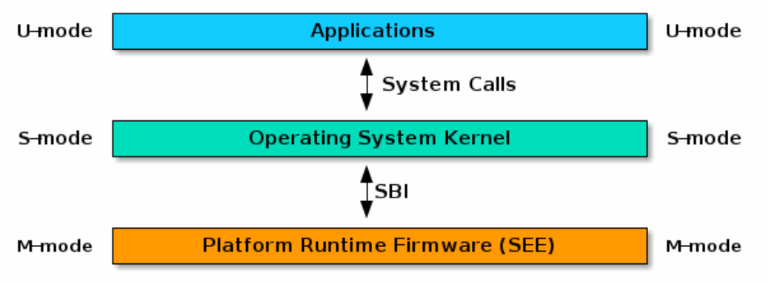 U-mode Applications U-mode
System Calls
S-mode Operating System Kernel S-mode
SBI
M-mode Platform Runtime Firmware (SEE) M-mode